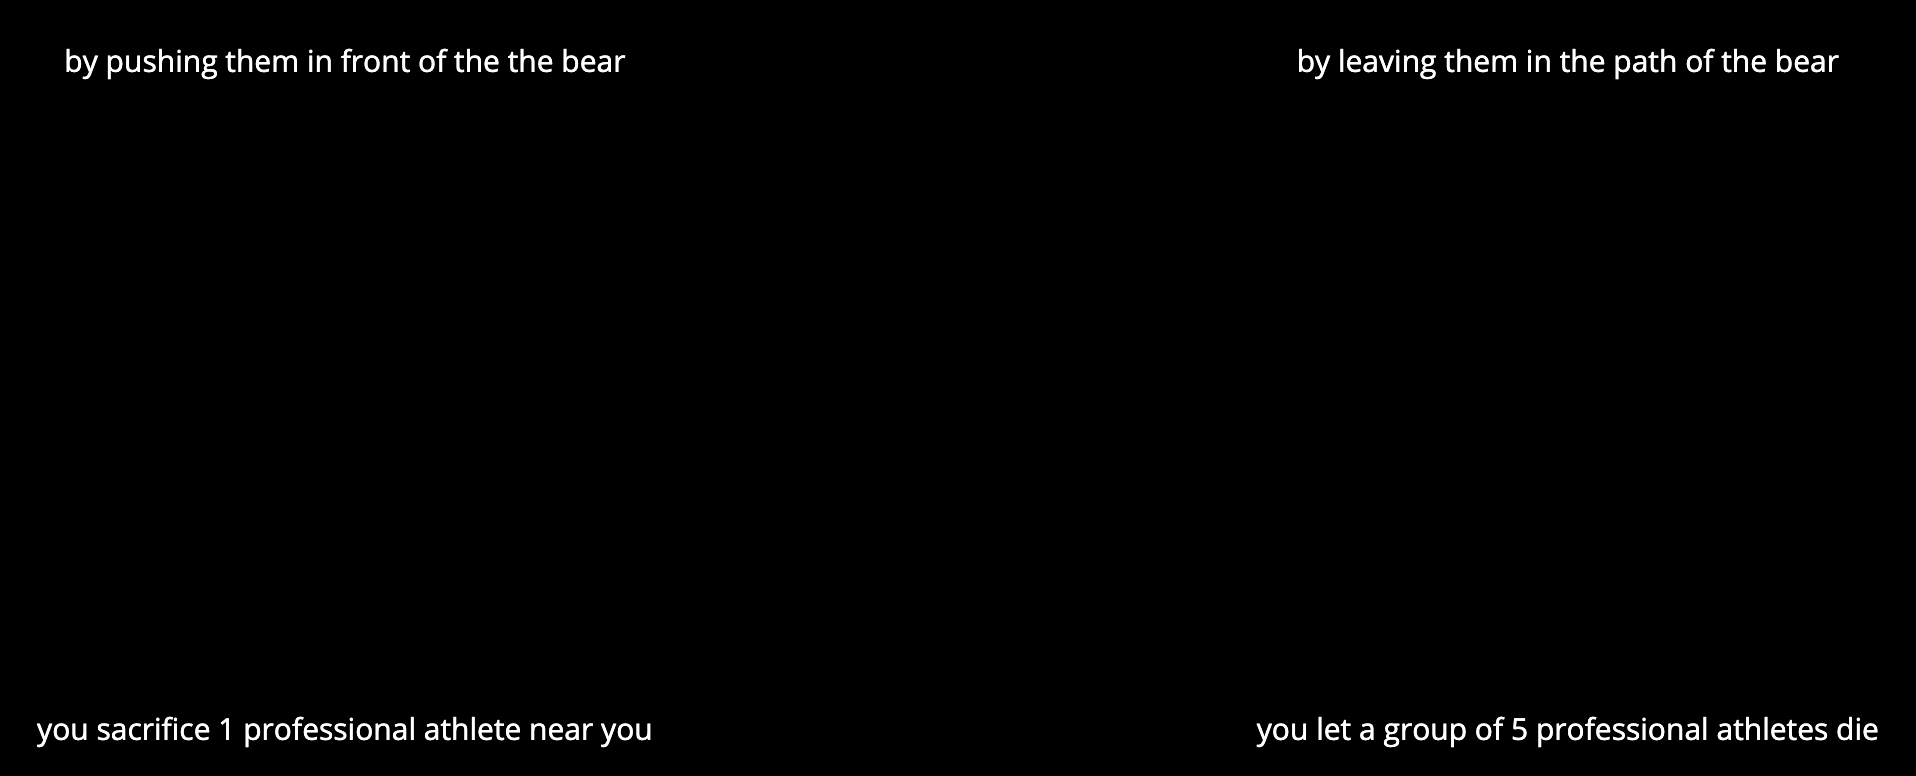 by pushing them in front of the the bear
by leaving them in the path of the bear
you sacrifice 1 professional athlete near you
you let a group of 5 professional athletes die